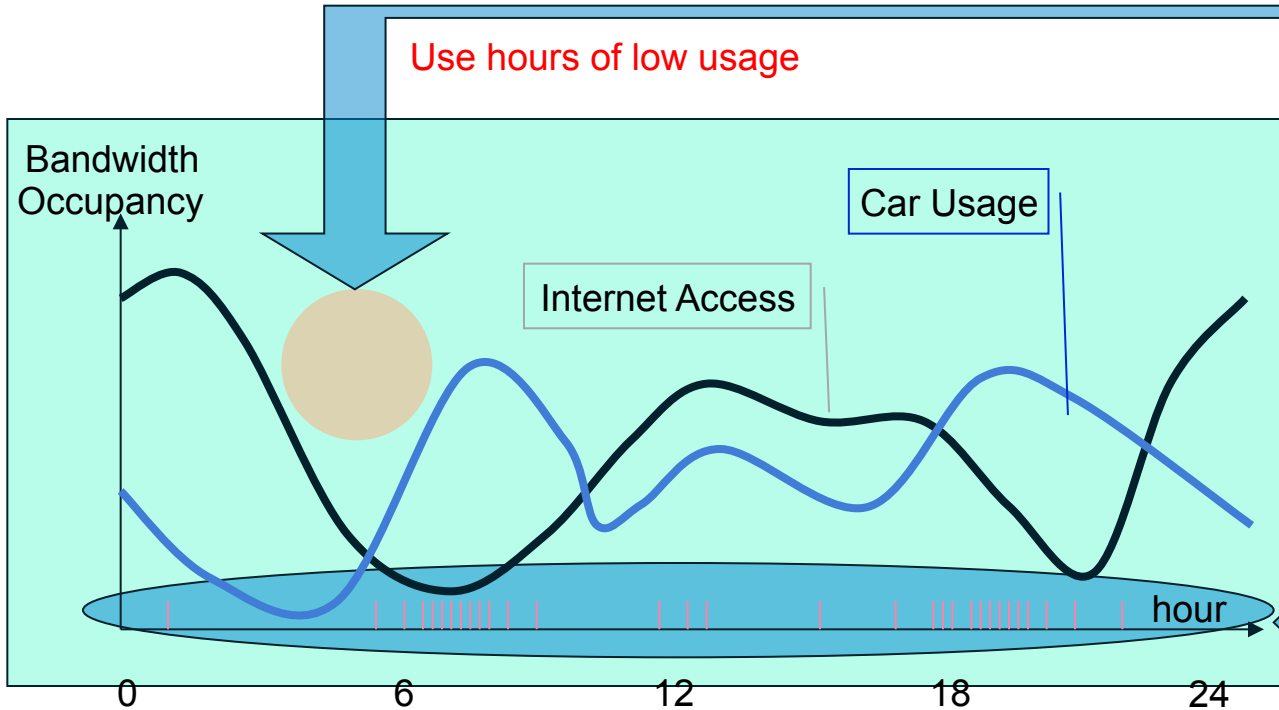 Use hours of low usage
Bandwidth
Occupancy
Car Usage
Internet Access
hour
0 6 12 18 24